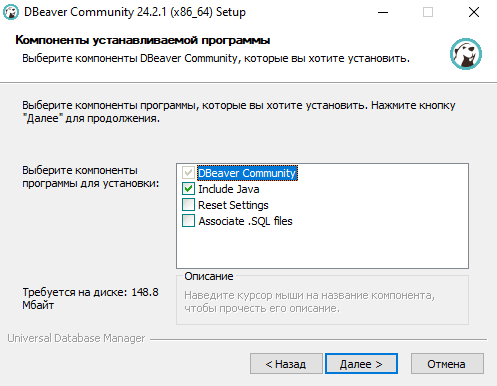 DBeaver Community 24.2.1 (x86_64) Setup
Компоненты устанавливаемой программы
Выберите компоненты DBeaver Community, которые вы хотите
установить.
Выберите компоненты программы, которые вы хотите установить. Нажмите кнопку
"Далее" для продолжения.
Выберите компоненты
программы для установки:
DBeaver Community
Include Java
Reset Settings
Associate .SQL files
Требуется на диске: 148.8
Мбайт
Описание
Наведите курсор мыши на название компонента,
чтобы прочесть его описание.
Universal Database Manager
< Назад
Далее >
Отмена